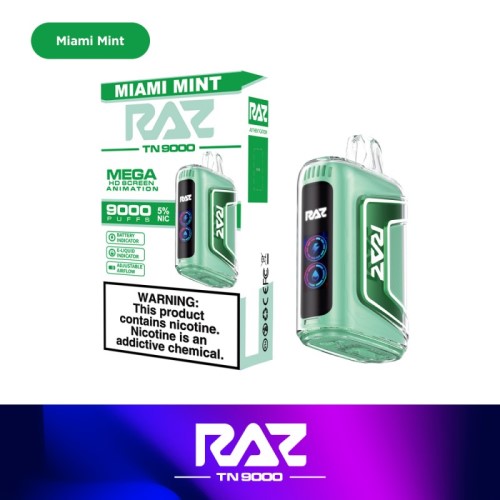 Miami Mint
MIAMI MINT
RAZ
TN 9000
MEGA
HD SCREEN
ANIMATION
9000
PUFFS
5%
NIC
BATTERY
INDICATOR
E-LIQUID
INDICATOR
ADJUSTABLE
AIRFLOW
WARNING:
This product
contains nicotine.
Nicotine is an
addictive chemical.
RAZ
RAZ
RAZ
RAZ
TN 9000